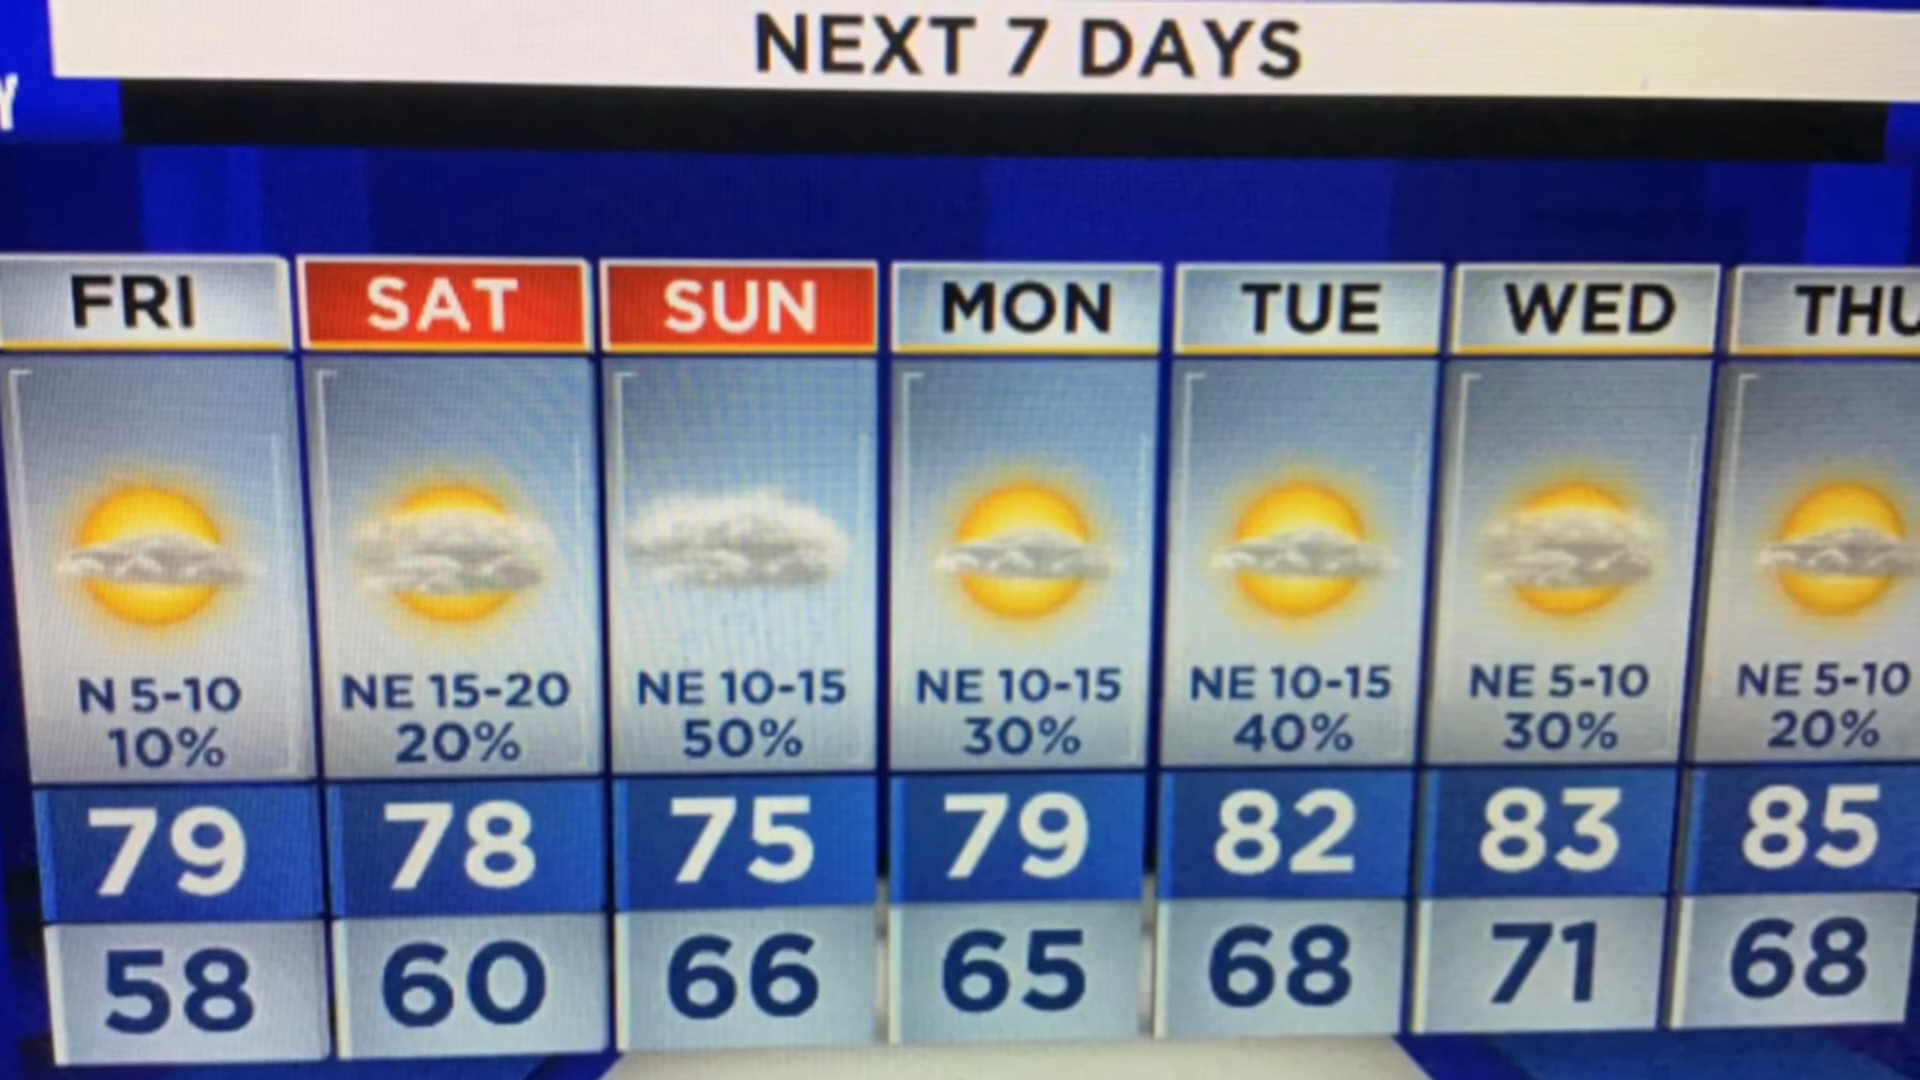 NEXT 7 DAYS
Y
FRI SAT SUN MON TUE WED THU
N 5-10 NE 15-20 NE 10-15 NE 10-15 NE 10-15 NE 5-10 NE 5-10
10% 20% 50% 30% 40% 30% 20%
79 78 75 79 82 83 85
58 60 66 65 68 71 68